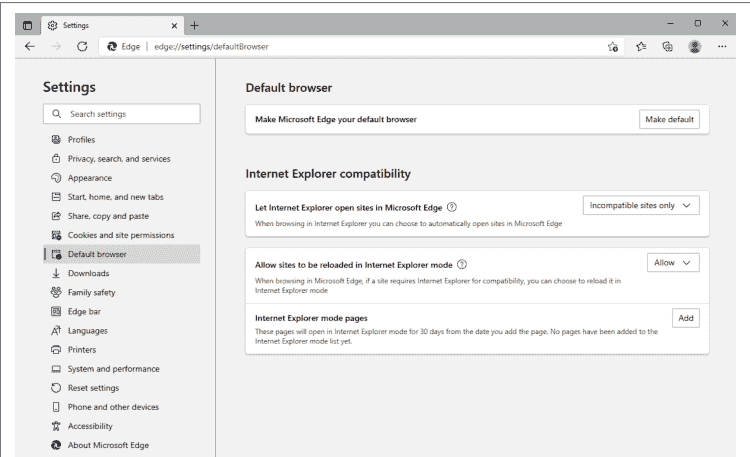 Settings
Edge | edge://settings/defaultBrowser
Settings
Search settings
Profiles
Privacy, search, and services
Appearance
Start, home, and new tabs
Share, copy and paste
Cookies and site permissions
Default browser
Downloads
Family safety
Edge bar
Languages
Printers
System and performance
Reset settings
Phone and other devices
Accessibility
About Microsoft Edge
Default browser
Make Microsoft Edge your default browser
Make default
Internet Explorer compatibility
Let Internet Explorer open sites in Microsoft Edge
Incompatible sites only
When browsing in Internet Explorer you can choose to automatically open sites in Microsoft Edge
Allow sites to be reloaded in Internet Explorer mode
Allow
When browsing in Microsoft Edge, if a site requires Internet Explorer for compatibility, you can choose to reload it in
Internet Explorer mode
Internet Explorer mode pages
Add
These pages will open in Internet Explorer mode for 30 days from the date you add the page. No pages have been added to the
Internet Explorer mode list yet.